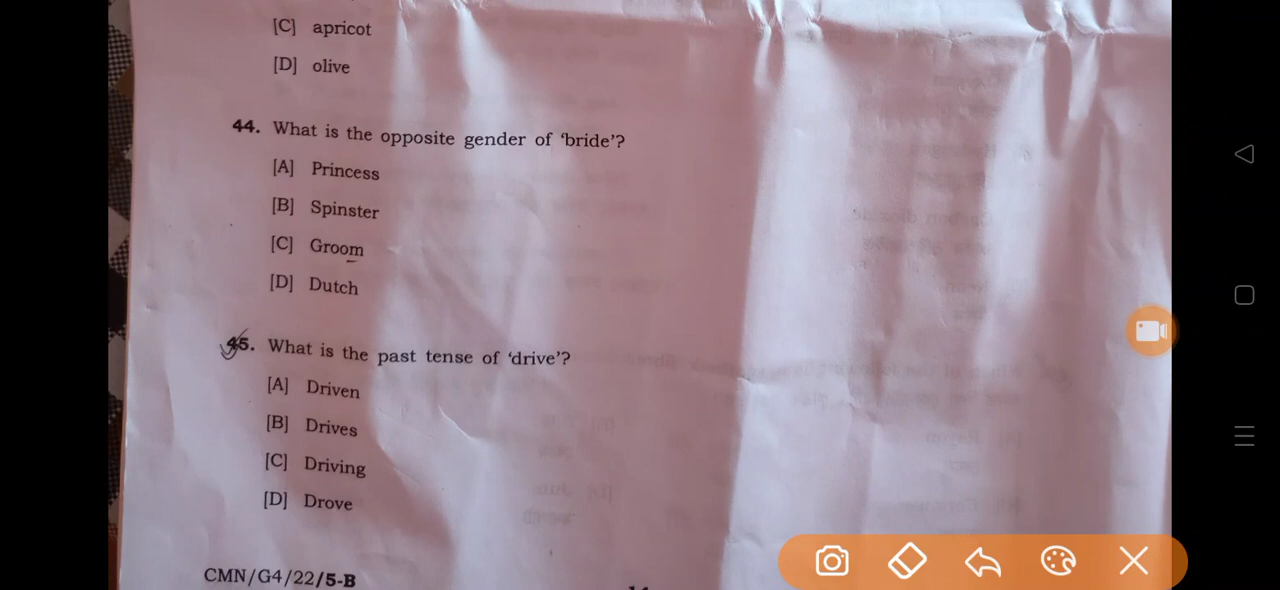 [C] apricot
[D] olive
44. What is the opposite gender of ‘bride’?
[A] Princess
[B] Spinster
[C] Groom
[D] Dutch
45. What is the past tense of ‘drive’?
[A] Driven
[B] Drives
[C] Driving
[D] Drove
CMN/G4/22/5-B